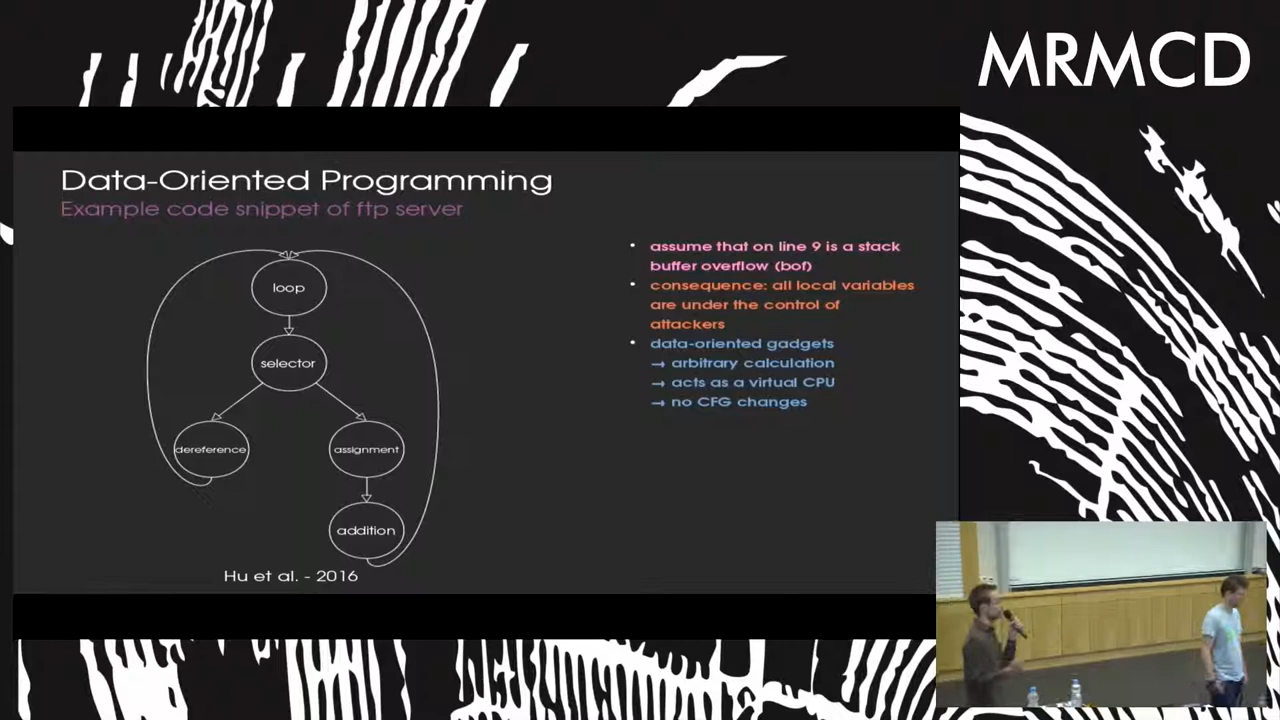 MRMCD
Data-Oriented Programming
Example code snippet of ftp server
loop
selector
dereference
assignment
addition
Hu et al. - 2016
• assume that on line 9 is a stack
buffer overflow (bof)
• consequence: all local variables
are under the control of
attackers
• data-oriented gadgets
→ arbitrary calculation
→ acts as a virtual CPU
→ no CFG changes